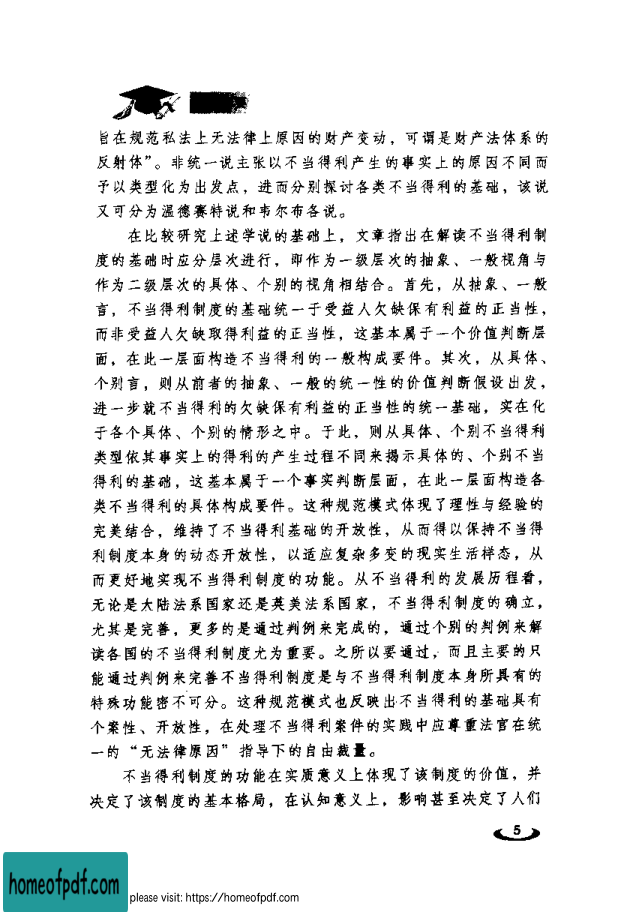 旨在规范私法上无法律上原因的财产变动，可谓是财产法体系的
反射体”。非统一说主张以不当得利产生的事实上的原因不同而
予以类型化为出发点，进而分别探讨各类不当得利的基础，该说
又可分为温德赛特说和韦尔布各说。
在比较研究上述学说的基础上，文章指出在解读不当得利制
度的基础时应分层次进行，即作为一级层次的抽象、一般视角与
作为二级层次的具体、个别的视角相结合。首先，从抽象、一般
言，不当得利制度的基础统一于受益人欠缺保有利益的正当性，
而非受益人欠缺取得利益的正当性，这基本属于一个价值判断层
面，在此一层面构造不当得利的一般构成要件。其次，从具体、
个别言，则从前者的抽象、一般的统一性的价值判断假设出发，
进一步就不当得利的欠缺保有利益的正当性的统一基础，实在化
于各个具体、个别的情形之中。于此，则从具体、个别不当得利
类型依其事实上的得利的产生过程不同来揭示具体的、个别不当
得利的基础，这基本属于一个事实判断层面，在此一层面构造各
类不当得利的具体构成要件。这种规范模式体现了理性与经验的
完美结合，维持了不当得利基础的开放性，从而得以保持不当得
利制度本身的动态开放性，以适应复杂多变的现实生活样态，从
而更好地实现不当得利制度的功能。从不当得利的发展历程看，
无论是大陆法系国家还是英美法系国家，不当得利制度的确立，
尤其是完善，更多的是通过判例来完成的，通过个别的判例来解
读各国的不当得利制度尤为重要。之所以要通过，而且主要的只
能通过判例来完善不当得利制度是与不当得利制度本身所具有的
特殊功能密不可分。这种规范模式也反映出不当得利的基础具有
个案性、开放性，在处理不当得利案件的实践中应尊重法官在统
一的“无法律原因”指导下的自由裁量。
不当得利制度的功能在实质意义上体现了该制度的价值，并
决定了该制度的基本格局，在认知意义上，影响甚至决定了人们
5
homeofpdf.com
please visit: https://homeofpdf.com